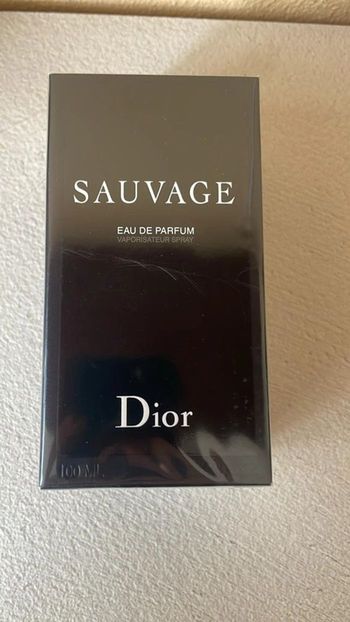 SAUVAGE
EAU DE PARFUM
VAPORISATEUR SPRAY
Dior
100 ML